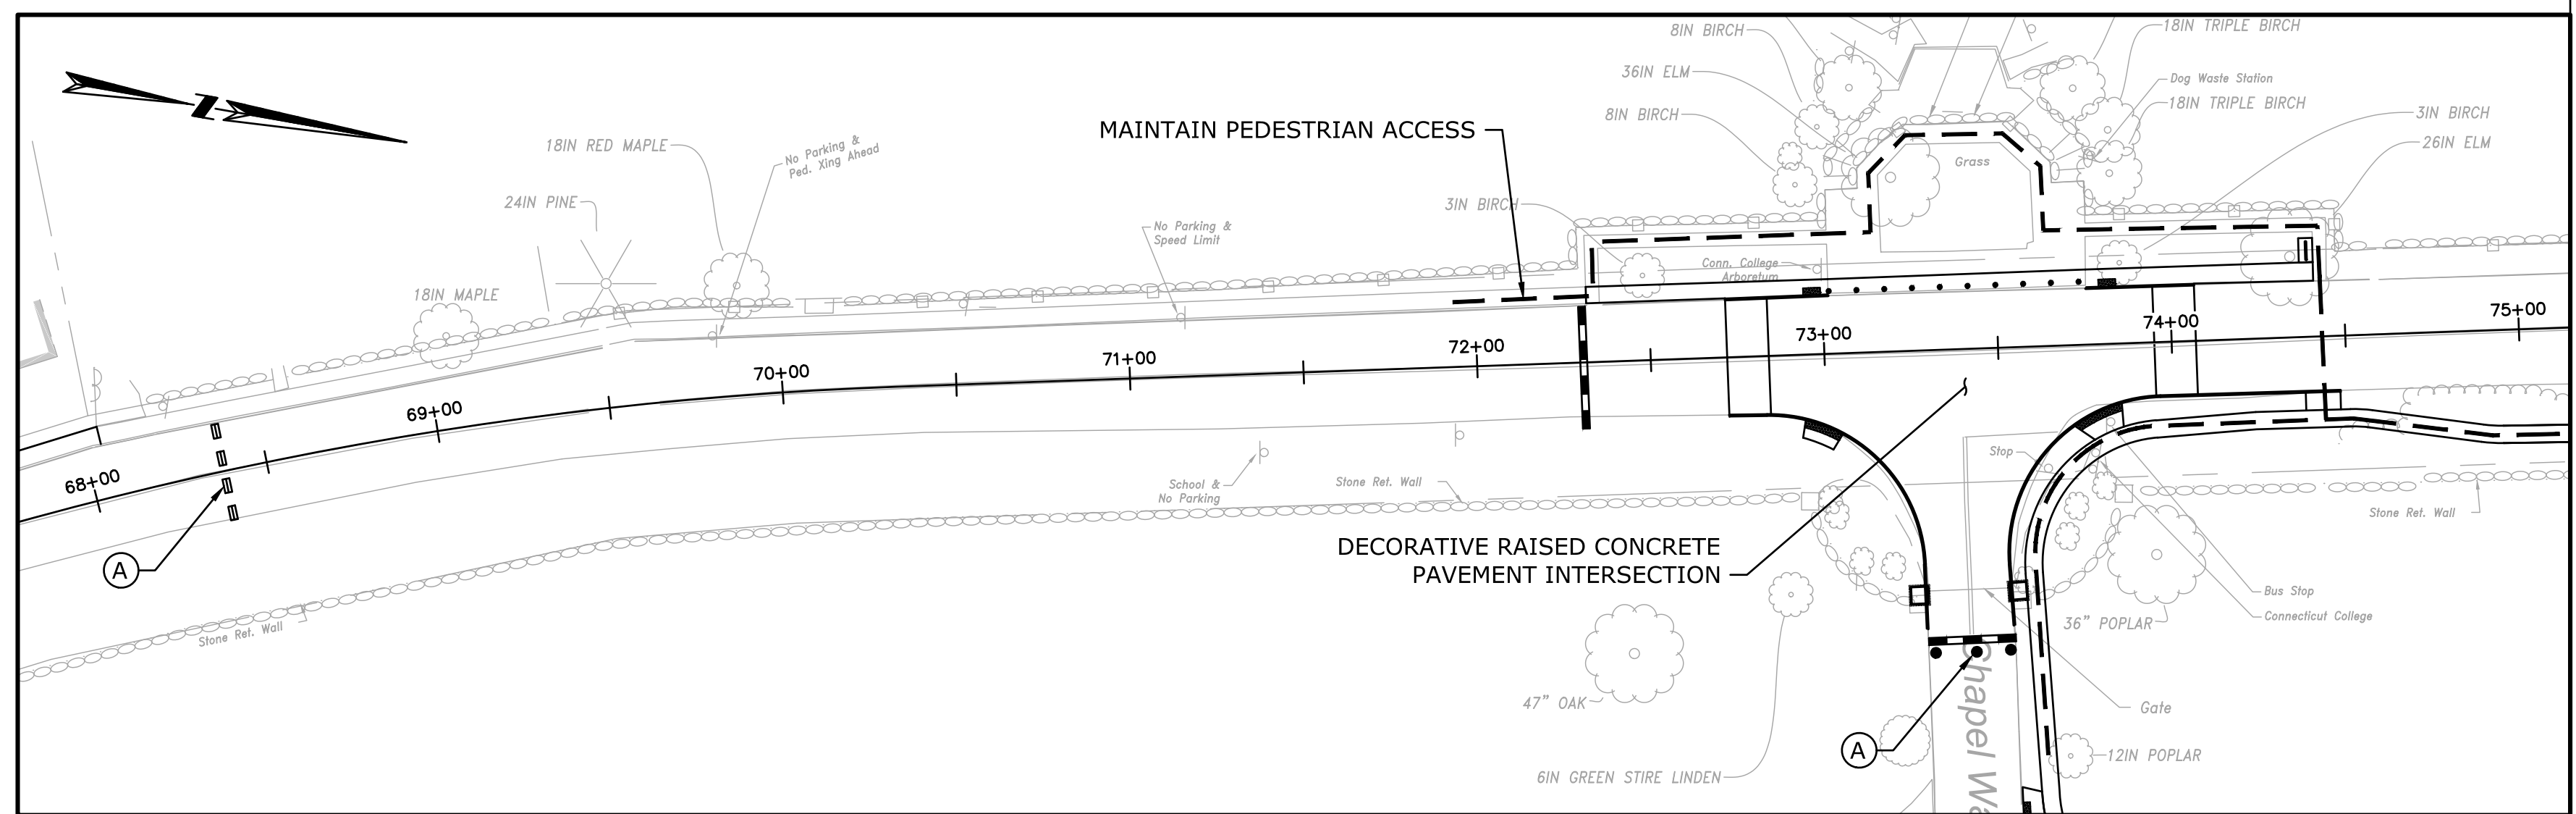 18IN TRIPLE BIRCH
8IN BIRCH
36IN ELM
Dog Waste Station
18IN TRIPLE BIRCH
8IN BIRCH
3IN BIRCH
MAINTAIN PEDESTRIAN ACCESS
26IN ELM
18IN RED MAPLE
No Parking &
Ped. Xing Ahead
Grass
24IN PINE
3IN BIRCH
No Parking &
Speed Limit
Conn. College
Arboretum
18IN MAPLE
68+00
69+00
70+00
71+00
72+00
73+00
74+00
75+00
School &
No Parking
Stone Ret. Wall
Stop
Stone Ret. Wall
DECORATIVE RAISED CONCRETE
PAVEMENT INTERSECTION
A
Stone Ret. Wall
Bus Stop
Connecticut College
36" POPLAR
47" OAK
Gate
Chapel Wa
A
12IN POPLAR
6IN GREEN STIRE LINDEN